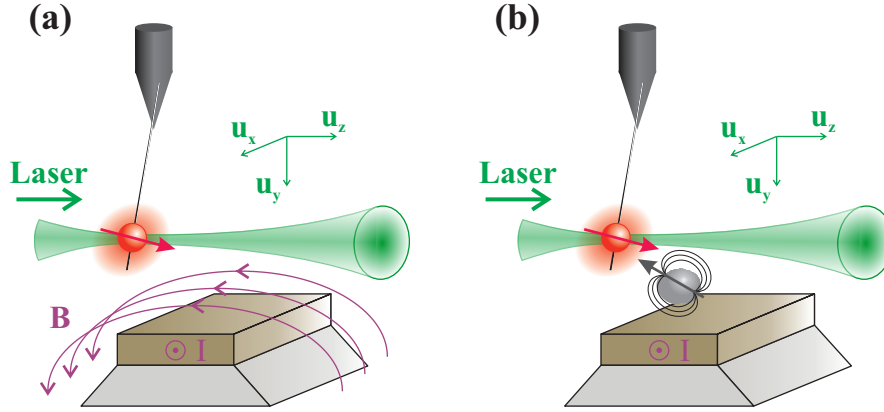 (a)
u_x
u_z
u_y
Laser
B
⊙ I
(b)
u_x
u_z
u_y
Laser
⊙ I